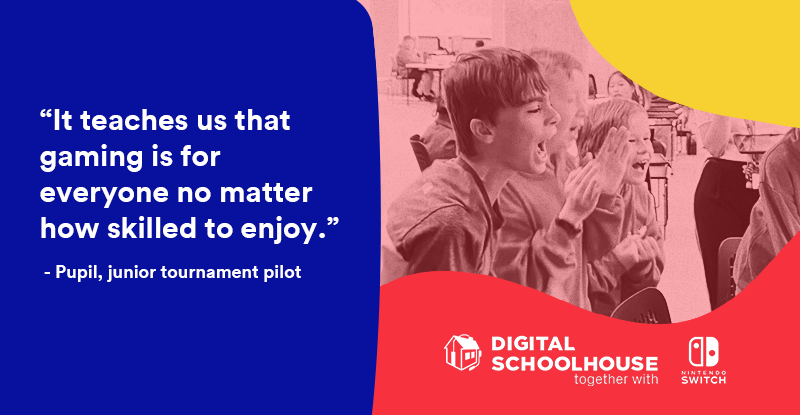 “It teaches us that
gaming is for
everyone no matter
how skilled to enjoy.”
- Pupil, junior tournament pilot
DIGITAL
SCHOOLHOUSE
together with
NINTENDO
SWITCH